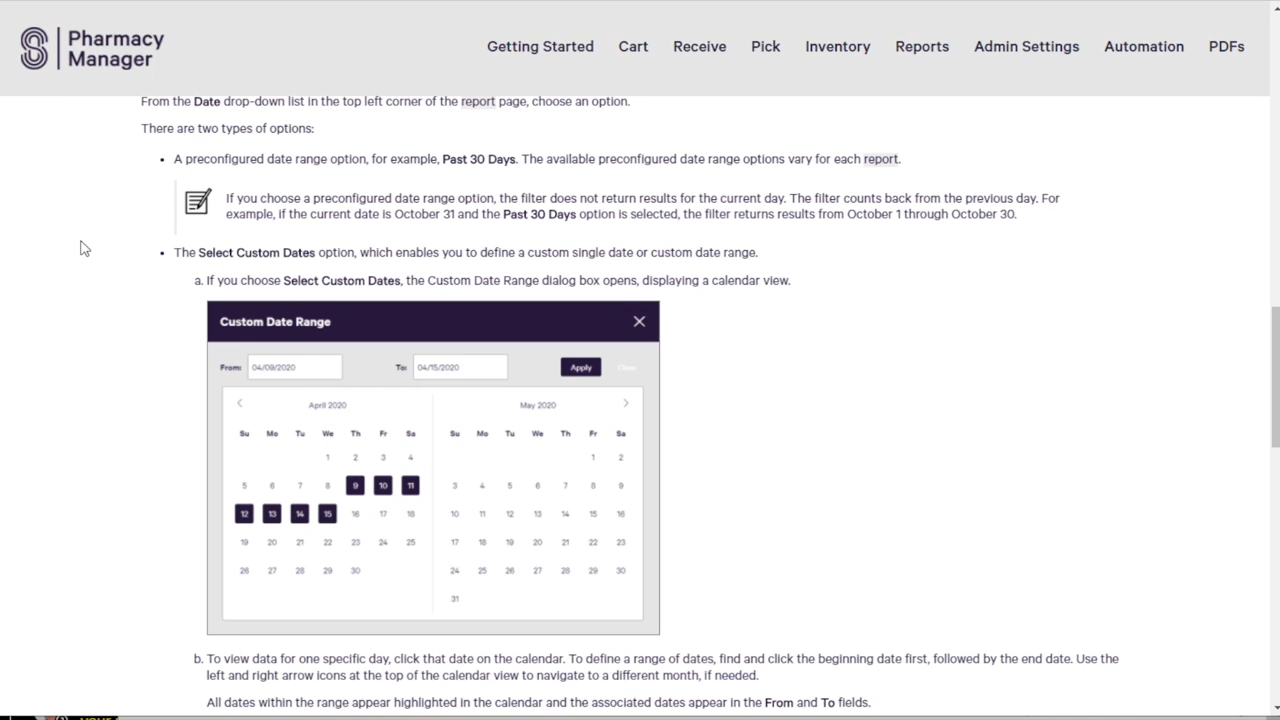 Pharmacy
Manager
Getting Started Cart Receive Pick Inventory Reports Admin Settings Automation PDFs
From the Date drop-down list in the top left corner of the report page, choose an option.
There are two types of options:
• A preconfigured date range option, for example, Past 30 Days. The available preconfigured date range options vary for each report.
If you choose a preconfigured date range option, the filter does not return results for the current day. The filter counts back from the previous day. For
example, if the current date is October 31 and the Past 30 Days option is selected, the filter returns results from October 1 through October 30.
• The Select Custom Dates option, which enables you to define a custom single date or custom date range.
a. If you choose Select Custom Dates, the Custom Date Range dialog box opens, displaying a calendar view.
Custom Date Range
From: 04/09/2020 To: 04/15/2020 Apply
April 2020 May 2020
Su Mo Tu We Th Fr Sa Su Mo Tu We Th Fr Sa
1 2 3 4 1 2
5 6 7 8 9 10 11 3 4 5 6 7 8 9
12 13 14 15 16 17 18 10 11 12 13 14 15 16
19 20 21 22 23 24 25 17 18 19 20 21 22 23
26 27 28 29 30 24 25 26 27 28 29 30
31
b. To view data for one specific day, click that date on the calendar. To define a range of dates, find and click the beginning date first, followed by the end date. Use the
left and right arrow icons at the top of the calendar view to navigate to a different month, if needed.
All dates within the range appear highlighted in the calendar and the associated dates appear in the From and To fields.